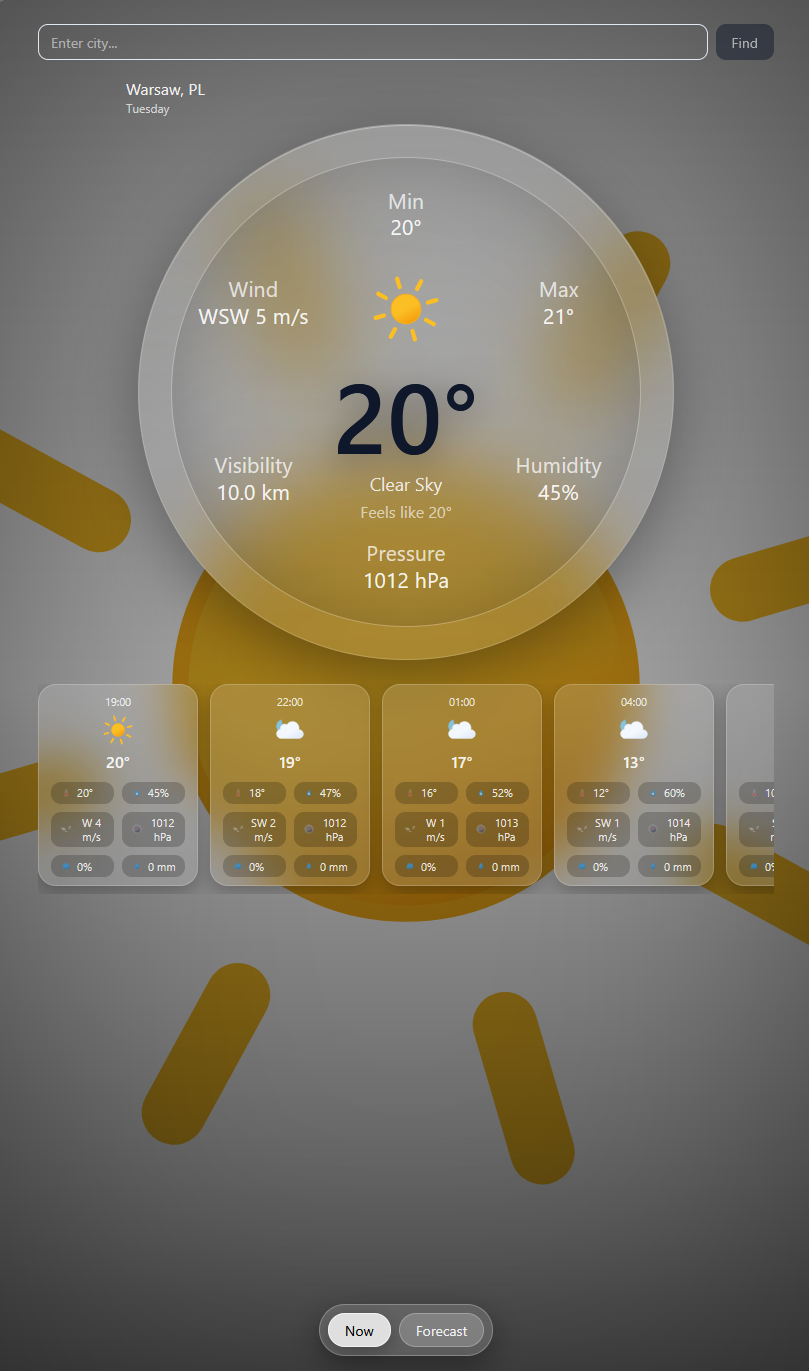 Enter city...
Find
Warsaw, PL
Tuesday
Min
20°
Wind
WSW 5 m/s
Max
21°
20°
Visibility
10.0 km
Clear Sky
Feels like 20°
Humidity
45%
Pressure
1012 hPa
19:00
20°
20°
45%
W 4
m/s
1012
hPa
0%
0 mm
22:00
19°
18°
47%
SW 2
m/s
1012
hPa
0%
0 mm
01:00
17°
16°
52%
W 1
m/s
1013
hPa
0%
0 mm
04:00
13°
12°
60%
SW 1
m/s
1014
hPa
0%
0 mm
Now
Forecast